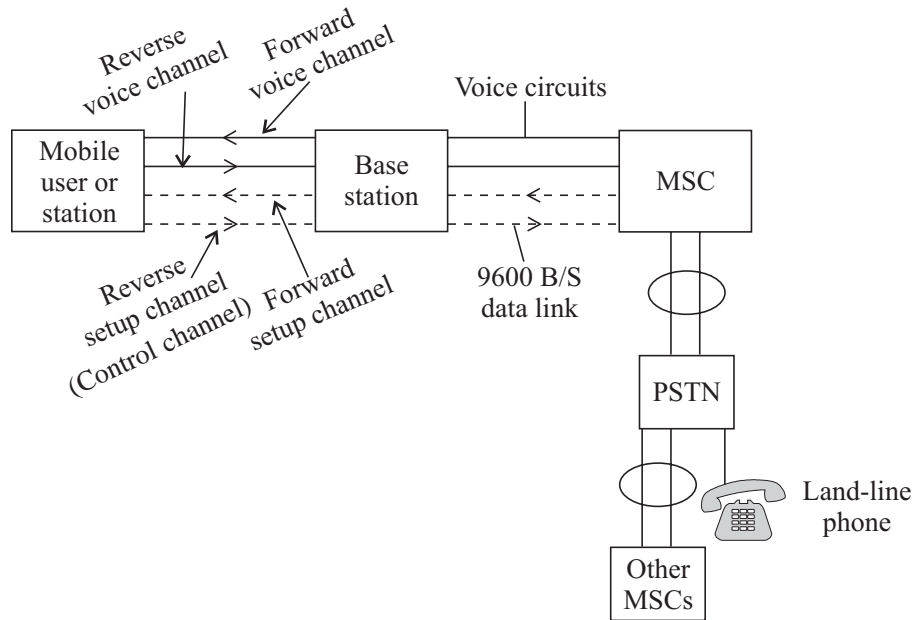 Reverse
voice channel
Forward
voice channel
Voice circuits
Mobile
user or
station
Base
station
MSC
Reverse
setup channel
(Control channel)
Forward
setup channel
9600 B/S
data link
PSTN
Land-line
phone
Other
MSCs